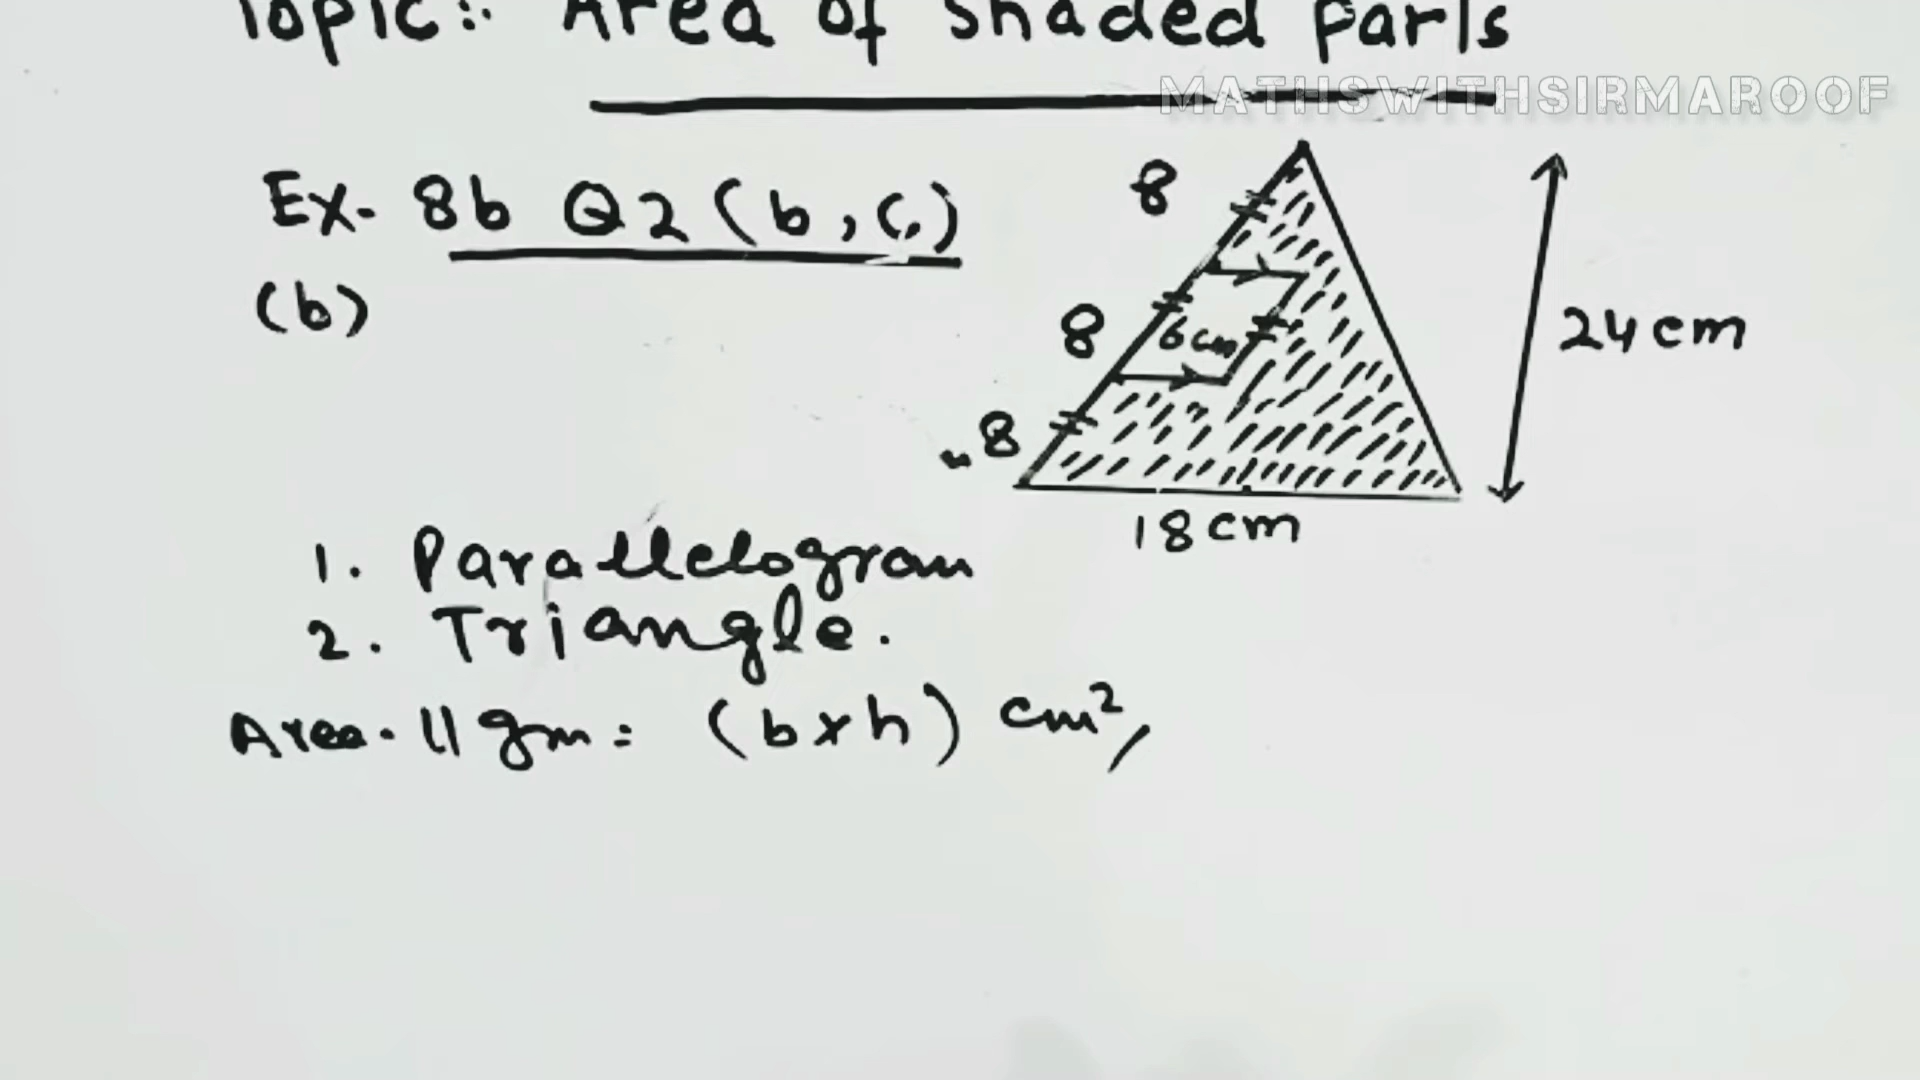 Topic:- Area of Shaded parts
MATHSWITHSIRMAROOF
Ex. 8b Q2 (b, c,)
(b)
8
8
6cm
24cm
8
18cm
1. Parallelogram
2. Triangle.
Area. ||gm = (b×h) cm²,